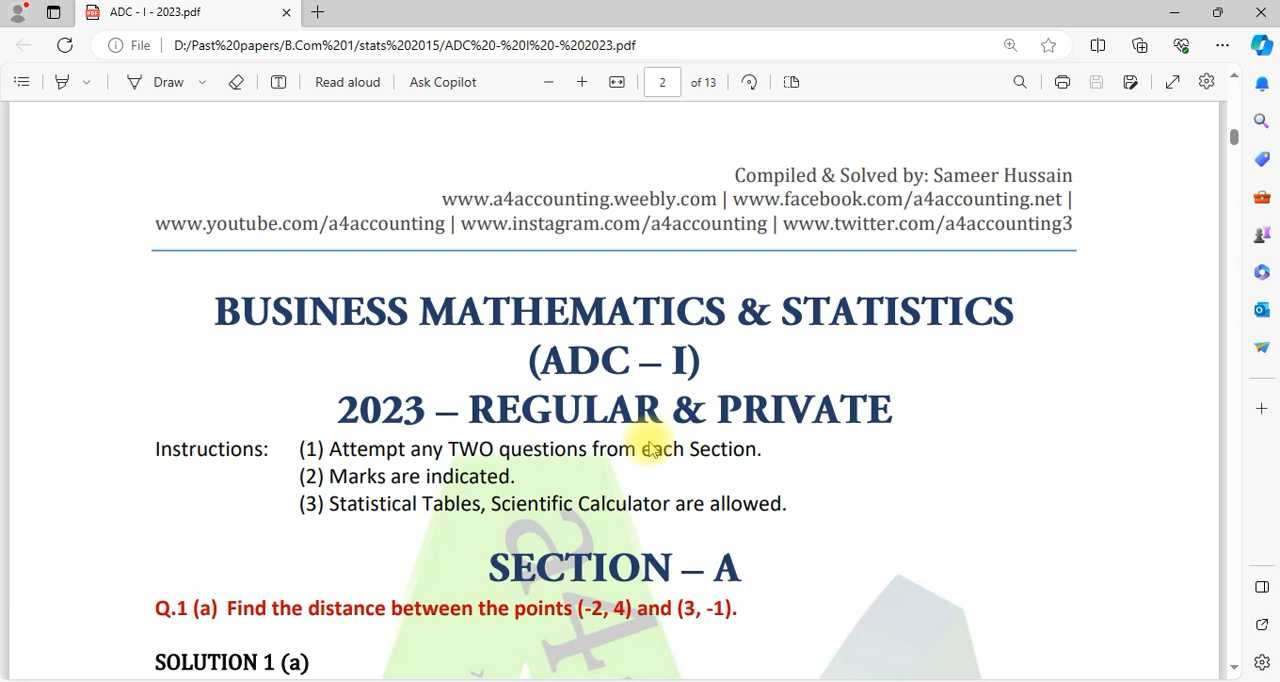 ADC - I - 2023.pdf
File
D:/Past%20papers/B.Com%201/stats%202015/ADC%20-%20I%20-%202023.pdf
Draw
Read aloud
Ask Copilot
2
of 13
Compiled & Solved by: Sameer Hussain
www.a4accounting.weebly.com | www.facebook.com/a4accounting.net |
www.youtube.com/a4accounting | www.instagram.com/a4accounting | www.twitter.com/a4accounting3
BUSINESS MATHEMATICS & STATISTICS
(ADC – I)
2023 – REGULAR & PRIVATE
Instructions: (1) Attempt any TWO questions from each Section.
(2) Marks are indicated.
(3) Statistical Tables, Scientific Calculator are allowed.
SECTION – A
Q.1 (a) Find the distance between the points (-2, 4) and (3, -1).
SOLUTION 1 (a)